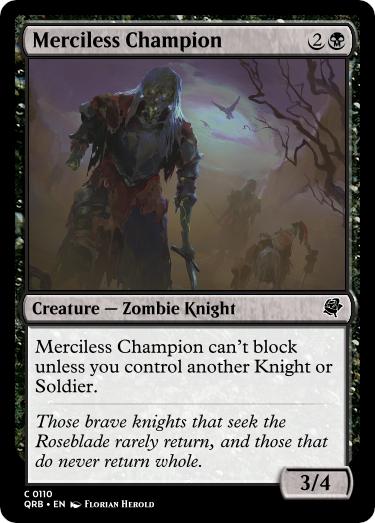 Merciless Champion 2
Creature — Zombie Knight
Merciless Champion can't block
unless you control another Knight or
Soldier.
Those brave knights that seek the
Roseblade rarely return, and those that
do never return whole.
3/4
C 0110
QRB • EN Florian Herold